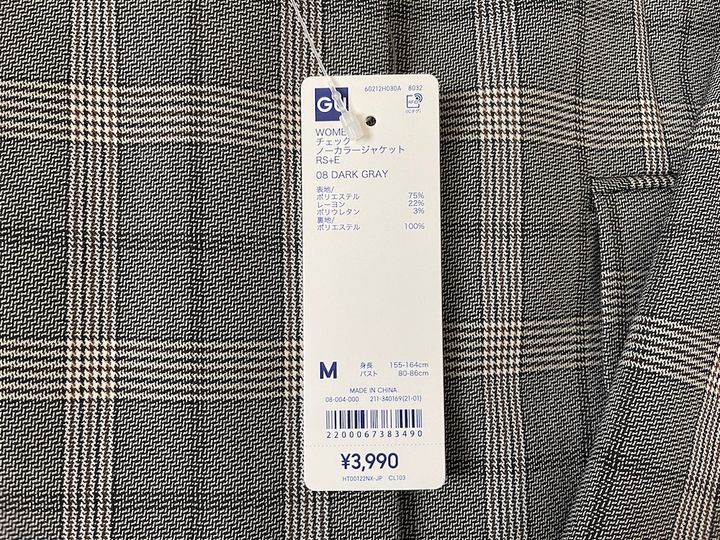 60212H030A 8032
GU
WOME
チェック
ノーカラージャケット
RS+E
08 DARK GRAY
表地/
ポリエステル 75%
レーヨン 22%
ポリウレタン 3%
裏地/
ポリエステル 100%
M 身長 155-164cm
バスト 80-86cm
MADE IN CHINA
08-004-000 211-340169(21-01)
2200067383490
¥3,990
HT00122NX-JP CL103